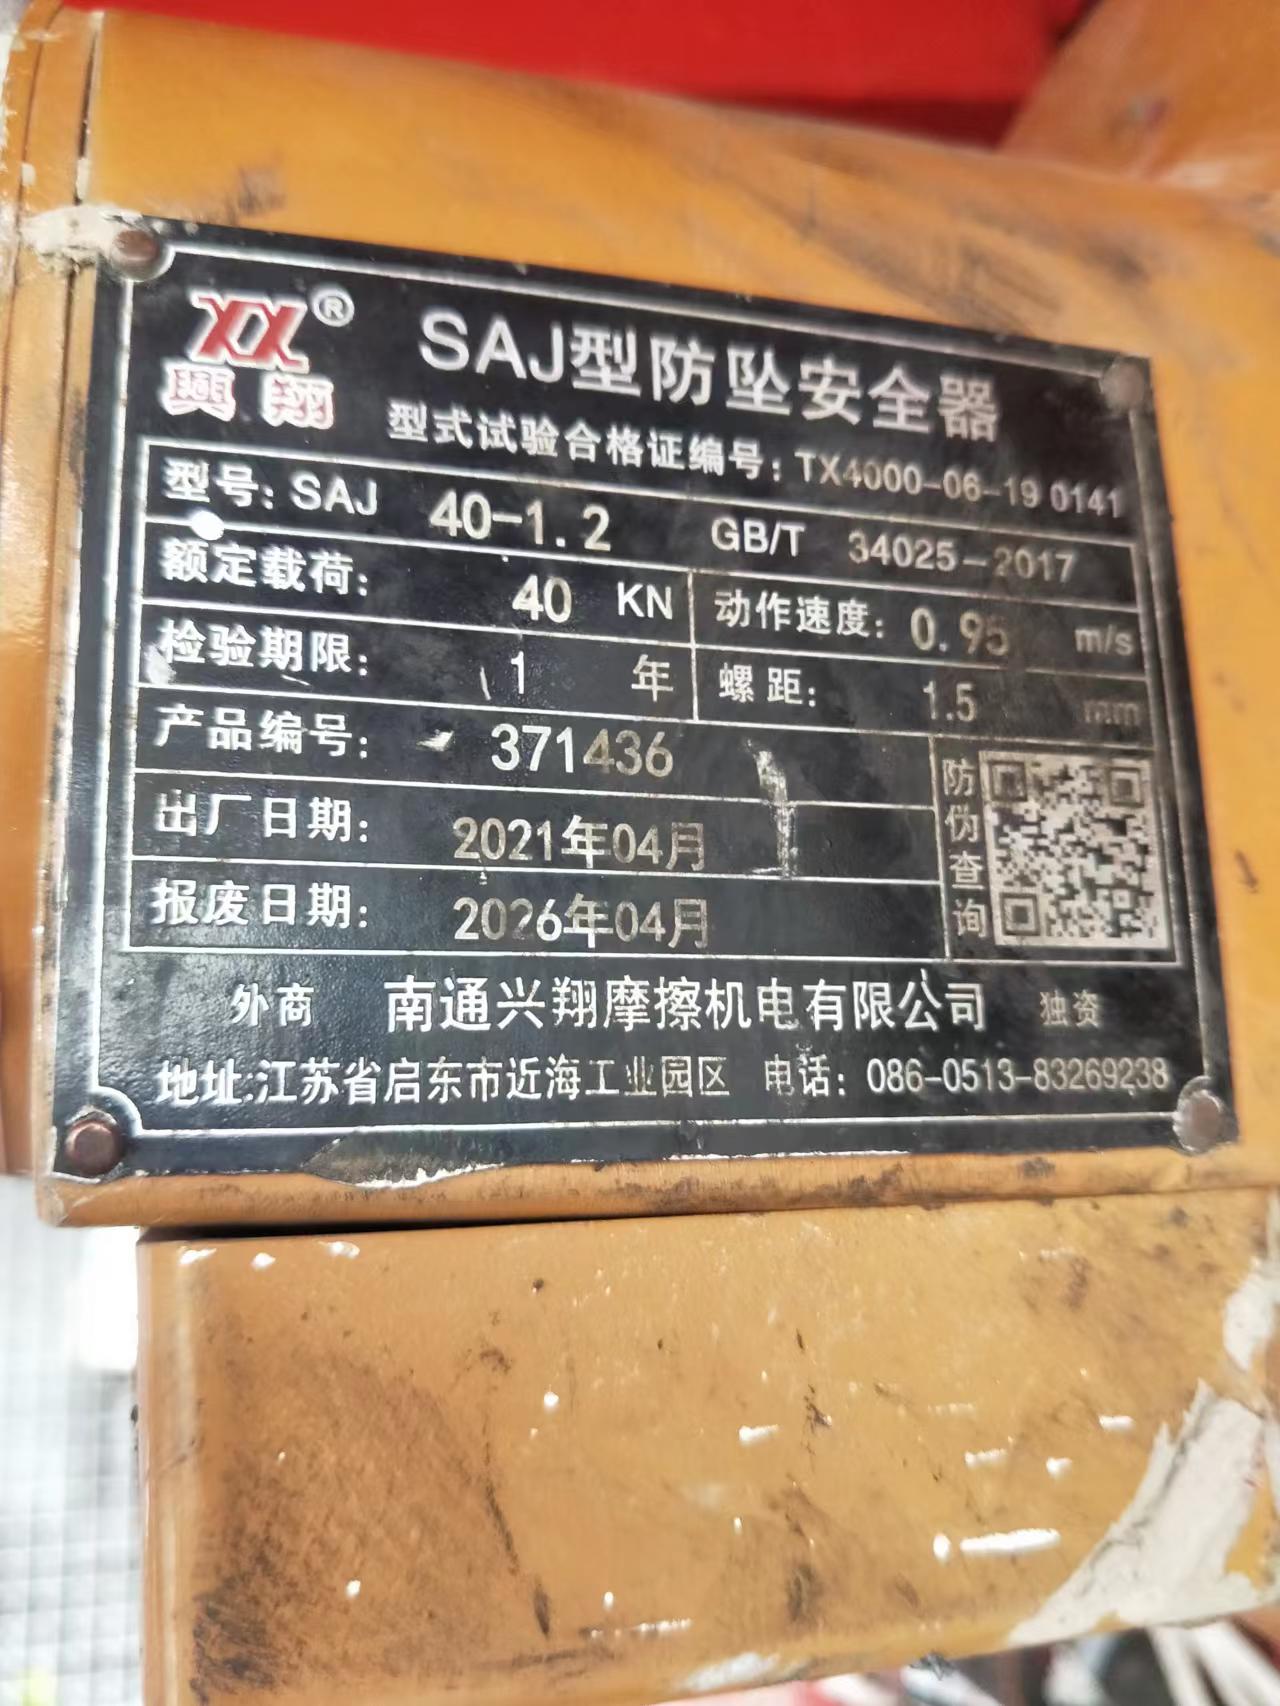 XX®
興翔
SAJ型防坠安全器
型式试验合格证编号：TX4000-06-19 0141
型号：SAJ 40-1.2 GB/T 34025-2017
额定载荷： 40 KN 动作速度：0.95 m/s
检验期限： 1 年 螺距： 1.5 mm
产品编号： 371436
出厂日期： 2021年04月
报废日期： 2026年04月
防伪查询
外商 南通兴翔摩擦机电有限公司 独资
地址:江苏省启东市近海工业园区 电话：086-0513-83269238